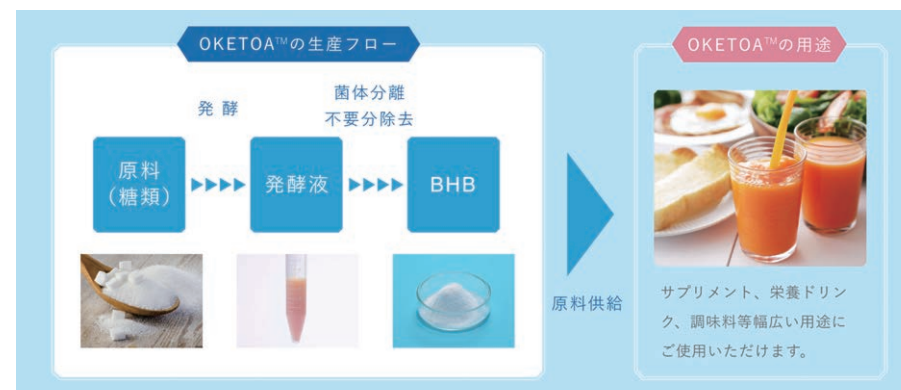 OKETOA™の生産フロー
発酵
菌体分離
不要分除去
原料
（糖類）
発酵液
BHB
原料供給
OKETOA™の用途
サプリメント、栄養ドリン
ク、調味料等幅広い用途に
ご使用いただけます。